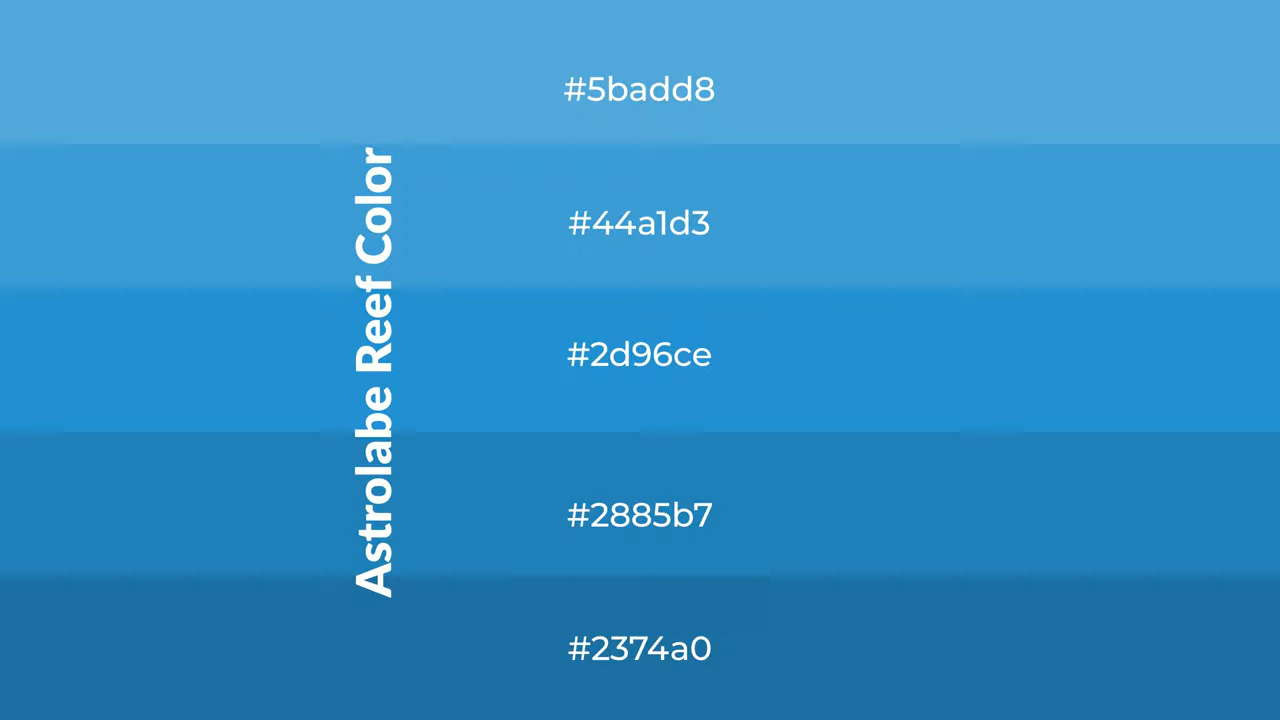 Astrolabe Reef Color
#5badd8
#44a1d3
#2d96ce
#2885b7
#2374a0